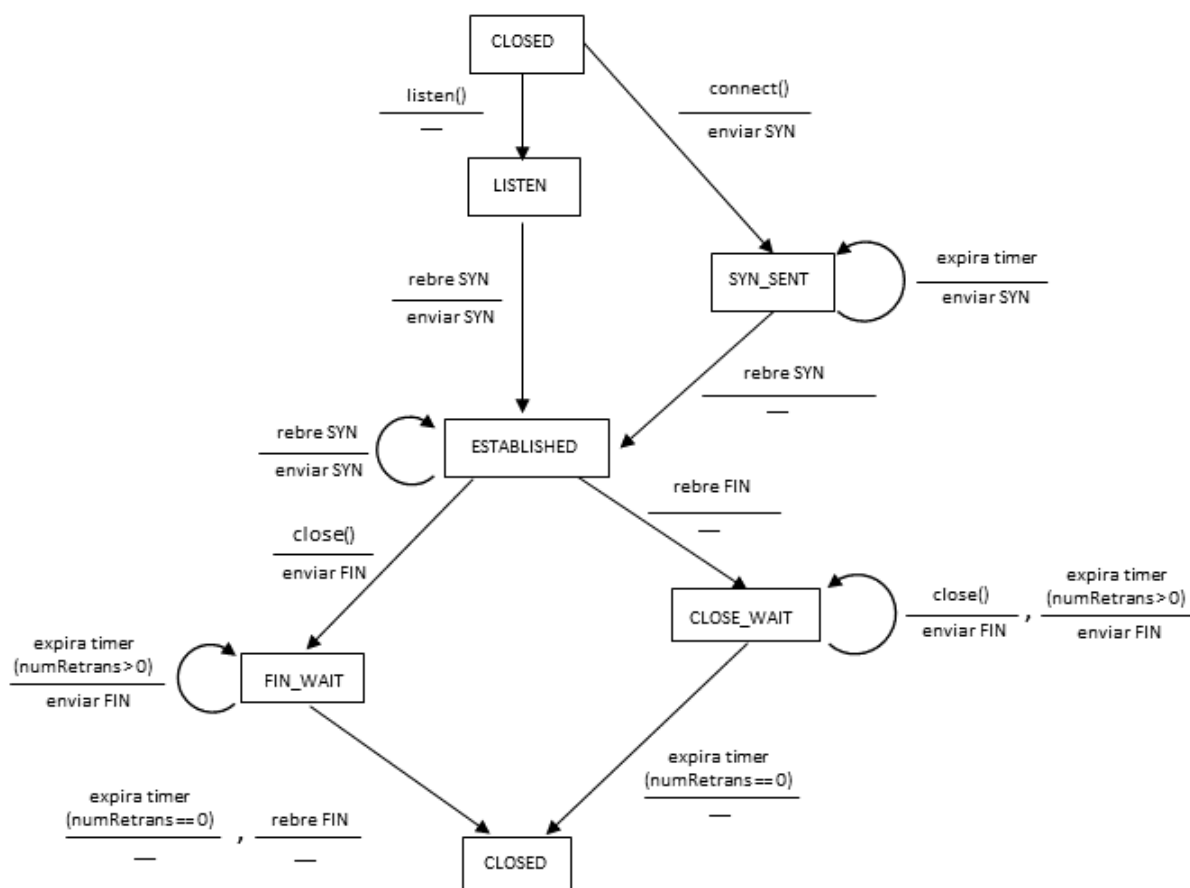 CLOSED
listen()
—
connect()
enviar SYN
LISTEN
rebre SYN
enviar SYN
SYN_SENT
expira timer
enviar SYN
rebre SYN
—
rebre SYN
enviar SYN
ESTABLISHED
rebre FIN
—
close()
enviar FIN
CLOSE_WAIT
close()
enviar FIN
,
expira timer
(numRetrans>0)
enviar FIN
expira timer
(numRetrans>0)
enviar FIN
FIN_WAIT
expira timer
(numRetrans==0)
—
expira timer
(numRetrans==0)
—
,
rebre FIN
—
CLOSED